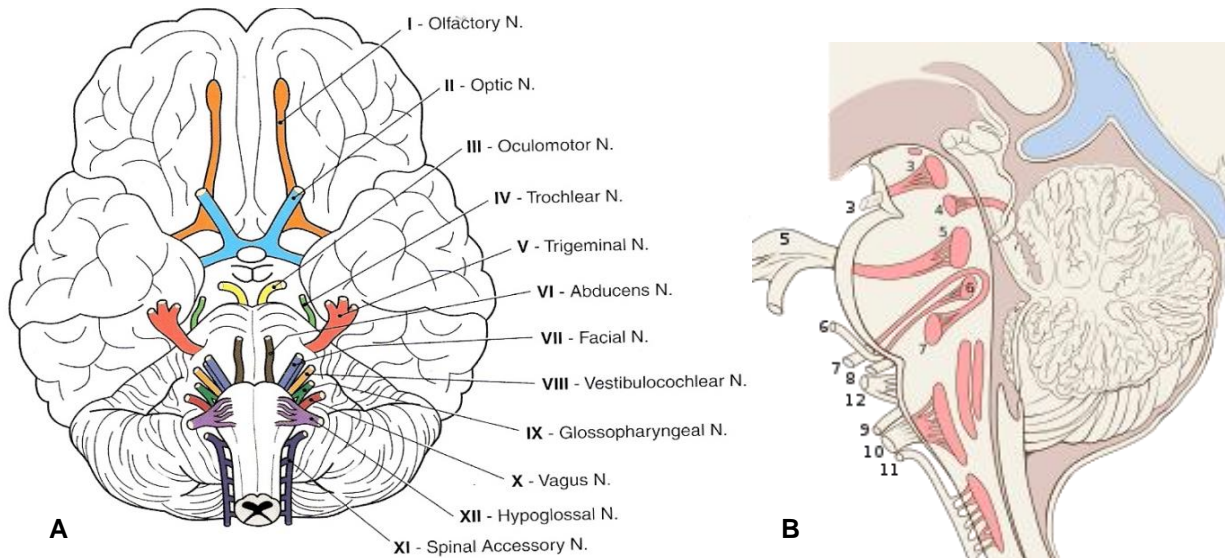 I - Olfactory N.
II - Optic N.
III - Oculomotor N.
IV - Trochlear N.
V - Trigeminal N.
VI - Abducens N.
VII - Facial N.
VIII - Vestibulocochlear N.
IX - Glossopharyngeal N.
X - Vagus N.
XII - Hypoglossal N.
XI - Spinal Accessory N.
A
3
3
4
5
5
6
6
7
7
8
12
9
10
11
B